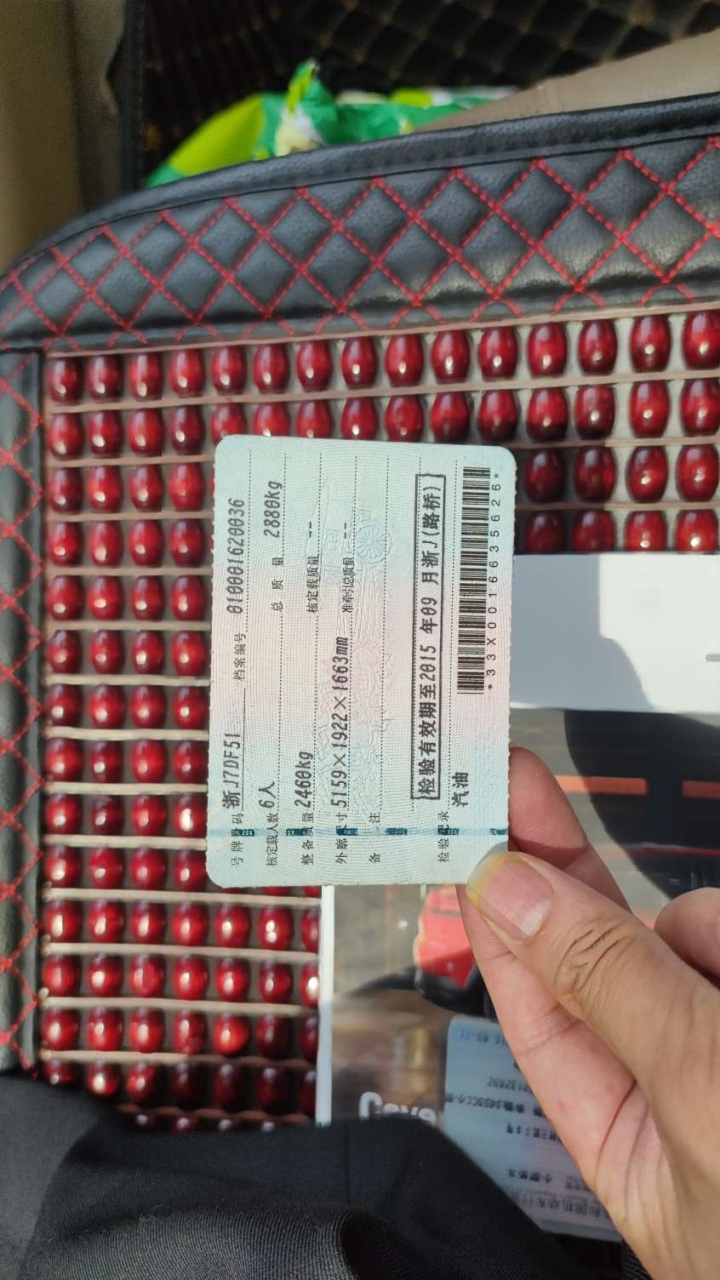 号牌号码 浙J7DF51 档案编号 010001620036
核定载人数 6人 总质量 2880kg
整备质量 2460kg 核定载质量 --
外廓尺寸 5159×1922×1663mm 准牵引总质量 --
备注
检验有效期至2015年09月浙J(路桥)
检验记录 汽油
*33X0016635626*